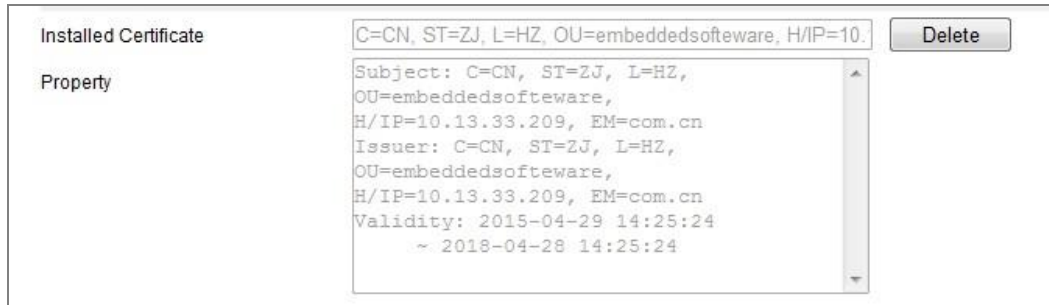 Installed Certificate C=CN, ST=ZJ, L=HZ, OU=embeddedsofteware, H/IP=10. Delete
Property
Subject: C=CN, ST=ZJ, L=HZ,
OU=embeddedsofteware,
H/IP=10.13.33.209, EM=com.cn
Issuer: C=CN, ST=ZJ, L=HZ,
OU=embeddedsofteware,
H/IP=10.13.33.209, EM=com.cn
Validity: 2015-04-29 14:25:24
~ 2018-04-28 14:25:24